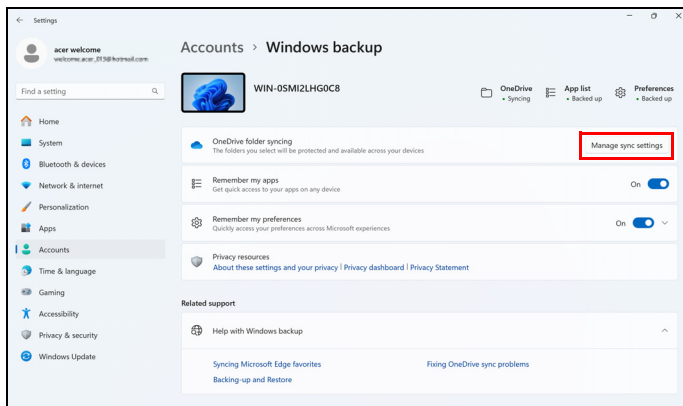 Settings
acer welcome
Accounts > Windows backup
WIN-0SMI2LHG0C8
OneDrive
• Syncing
App list
• Backed up
Preferences
• Backed up
Find a setting
Home
System
Bluetooth & devices
Network & internet
Personalization
Apps
Accounts
Time & language
Gaming
Accessibility
Privacy & security
Windows Update
OneDrive folder syncing
The folders you select will be protected and available across your devices
Manage sync settings
Remember my apps
Get quick access to your apps on any device
On
Remember my preferences
Quickly access your preferences across Microsoft experiences
On
Privacy resources
About these settings and your privacy | Privacy dashboard | Privacy Statement
Related support
Help with Windows backup
Syncing Microsoft Edge favorites
Fixing OneDrive sync problems
Backing-up and Restore